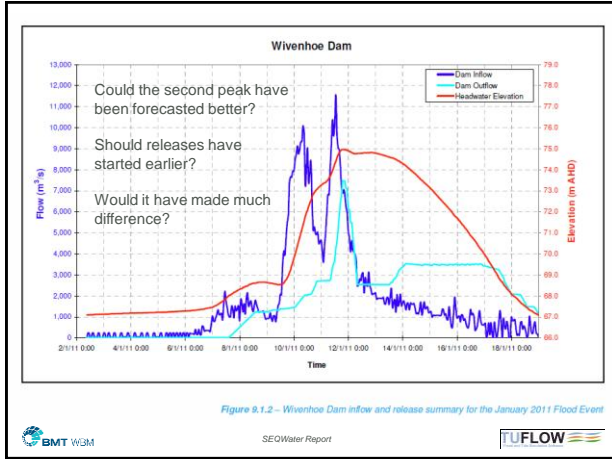 Wivenhoe Dam
Could the second peak have
been forecasted better?
Should releases have
started earlier?
Would it have made much
difference?
Dam Inflow
Dam Outflow
Headwater Elevation
Flow (m³/s)
13,000
12,000
11,000
10,000
9,000
8,000
7,000
6,000
5,000
4,000
3,000
2,000
1,000
0
Elevation (m AHD)
79.0
78.0
77.0
76.0
75.0
74.0
73.0
72.0
71.0
70.0
69.0
68.0
67.0
66.0
2/1/11 0:00 4/1/11 0:00 6/1/11 0:00 8/1/11 0:00 10/1/11 0:00 12/1/11 0:00 14/1/11 0:00 16/1/11 0:00 18/1/11 0:00
Time
Figure 9.1.2 – Wivenhoe Dam inflow and release summary for the January 2011 Flood Event
BMT WBM
SEQWater Report
TUFLOW